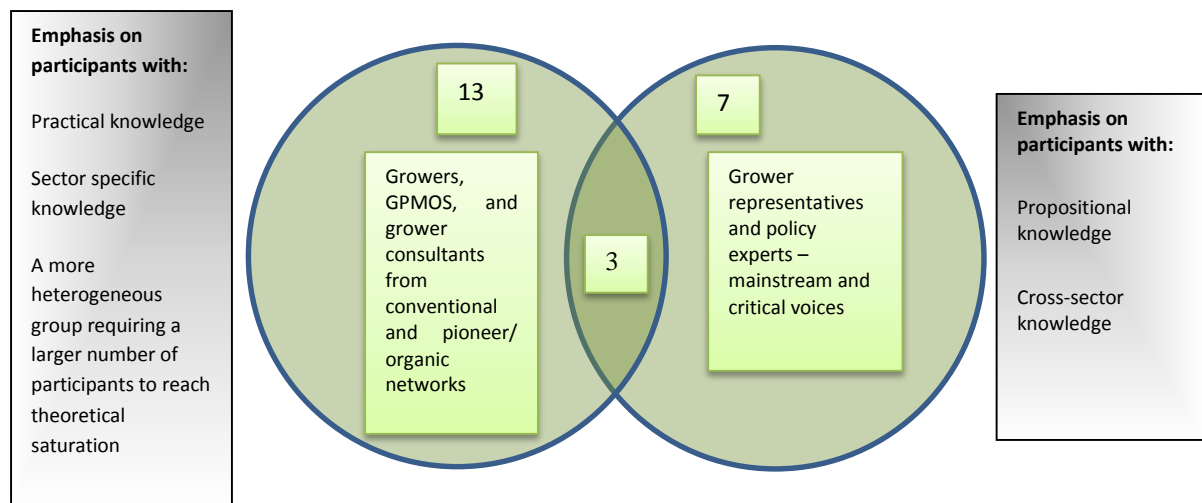 Emphasis on
participants with:
Practical knowledge
Sector specific
knowledge
A more
heterogeneous
group requiring a
larger number of
participants to reach
theoretical
saturation
13
Growers,
GPMOS, and
grower
consultants
from
conventional
and pioneer/
organic
networks
3
7
Grower
representatives
and policy
experts –
mainstream and
critical voices
Emphasis on
participants with:
Propositional
knowledge
Cross-sector
knowledge